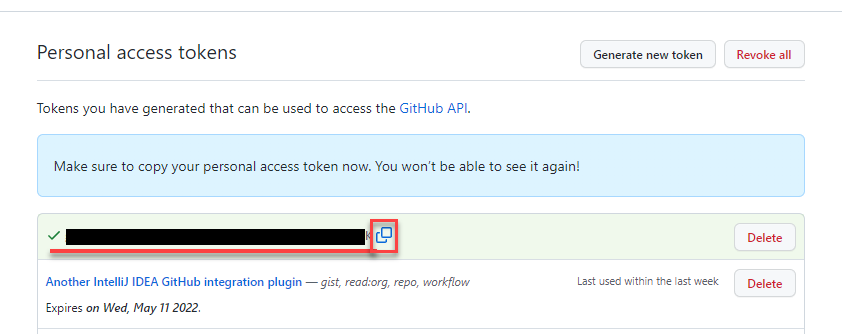 Personal access tokens
Generate new token
Revoke all
Tokens you have generated that can be used to access the GitHub API.
Make sure to copy your personal access token now. You won't be able to see it again!
Delete
Another IntelliJ IDEA GitHub integration plugin — gist, read:org, repo, workflow
Last used within the last week
Delete
Expires on Wed, May 11 2022.